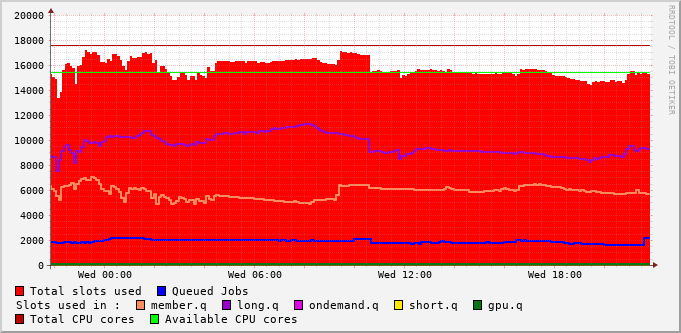 20000
18000
16000
14000
12000
10000
8000
6000
4000
2000
0
Wed 00:00 Wed 06:00 Wed 12:00 Wed 18:00
RRDTOOL / TOBI OETIKER
Total slots used Queued Jobs
Slots used in : member.q long.q ondemand.q short.q gpu.q
Total CPU cores Available CPU cores